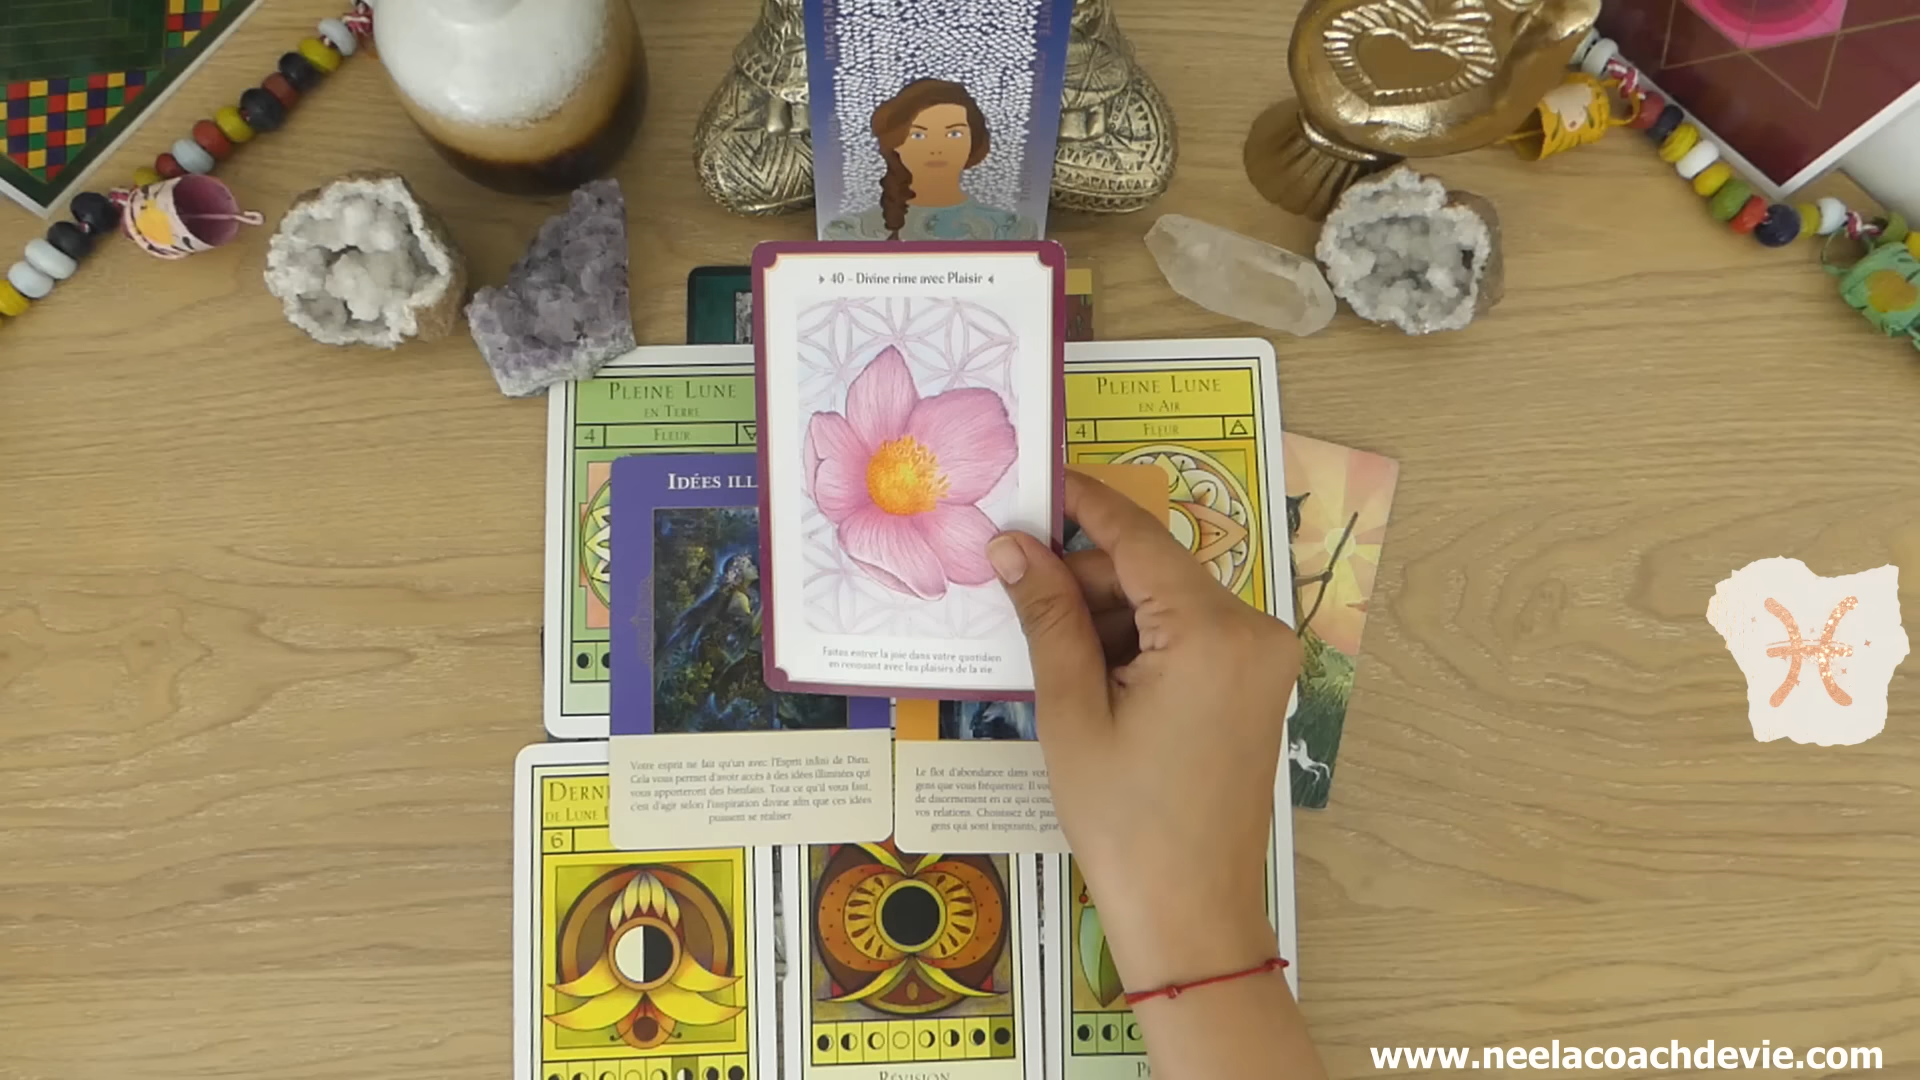 40 - Divine rime avec Plaisir
Faites entrer la joie dans votre quotidien
en renouant avec les plaisirs de la vie.
PLEINE LUNE
EN TERRE
4
FLEUR
PLEINE LUNE
EN AIR
4
FLEUR
IDÉES ILL
Votre esprit ne fait qu'un avec l'Esprit infini de Dieu.
Cela vous permet d'avoir accès à des idées illuminées qui
vous apporteront des bienfaits. Tout ce qu'il vous faut,
c'est d'agir selon l'inspiration divine afin que ces idées
puissent se réaliser.
Le flot d'abondance dans
gens que vous fréquentez. Il
de discernement en ce qui
vos relations. Choisissez de
gens qui sont inspirants,
DERN
DE LUNE
6
RÉVISION
www.neelacoachdevie.com